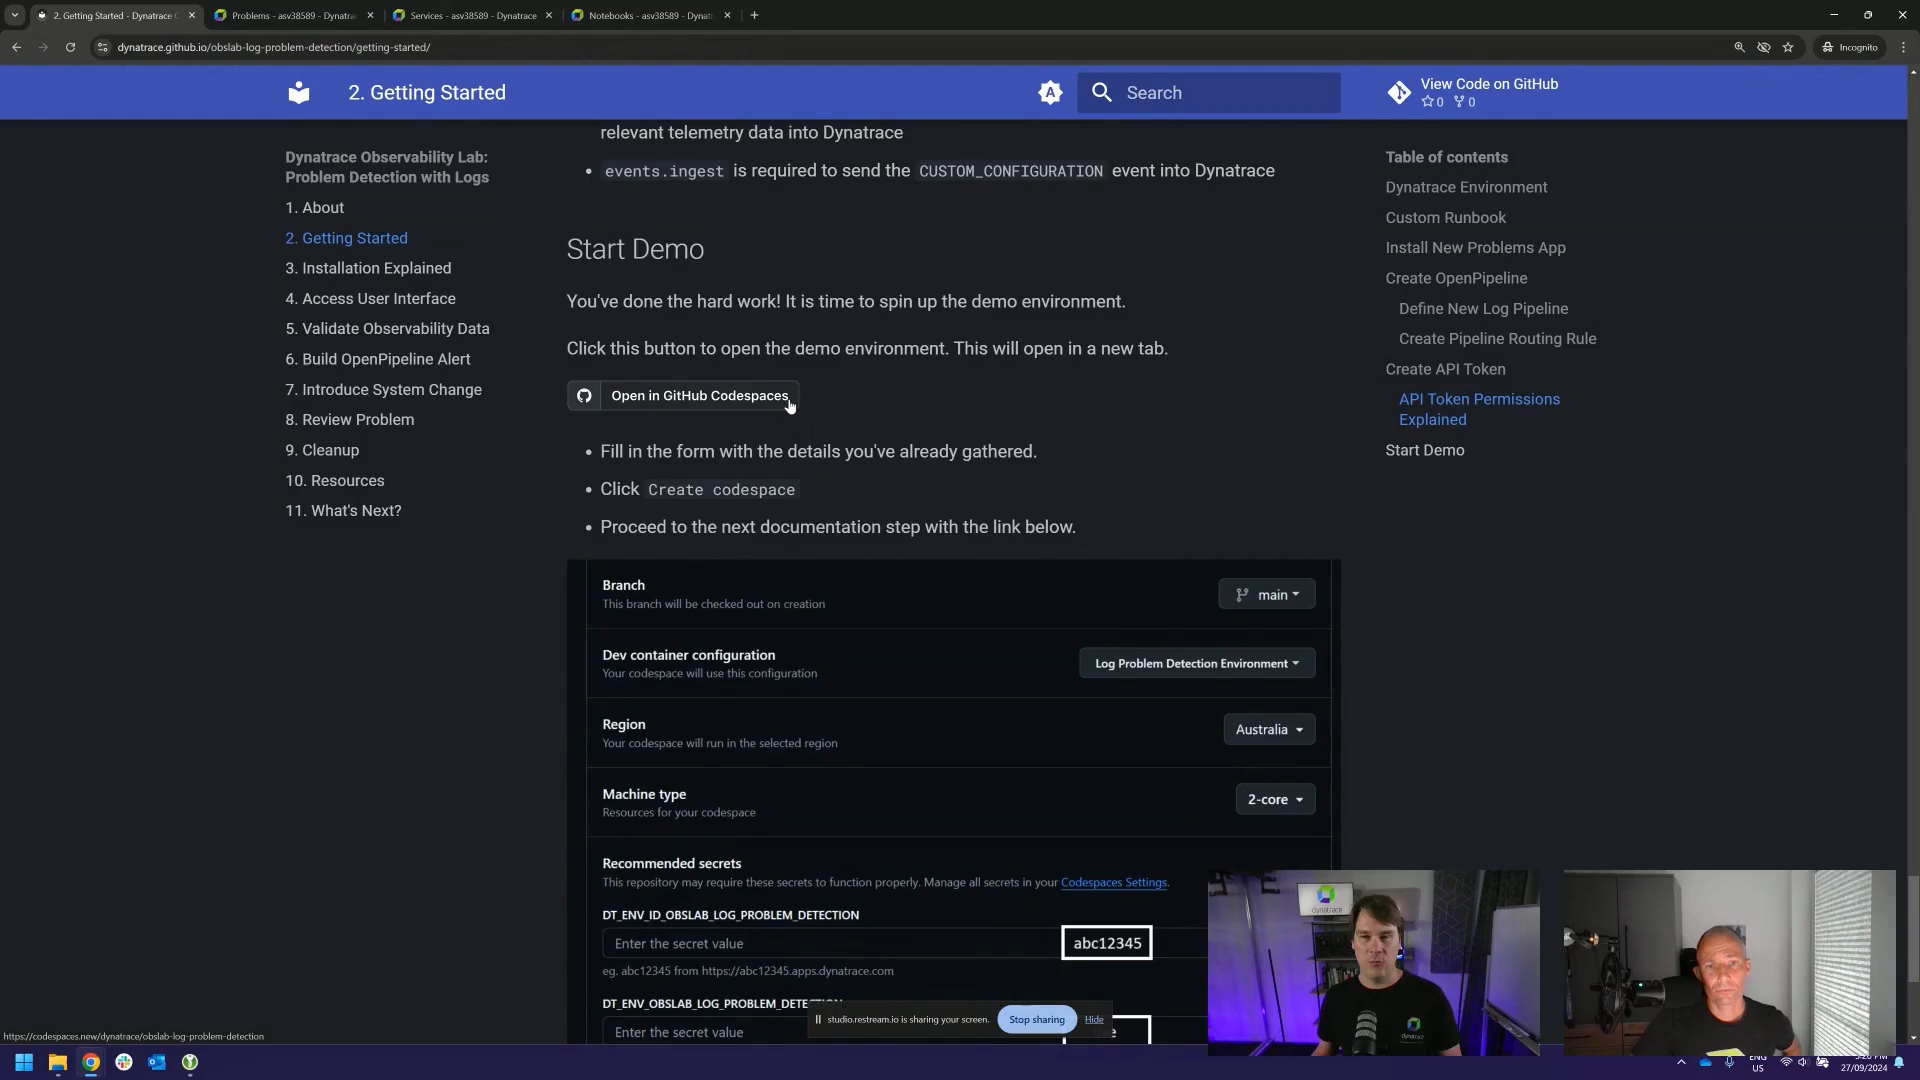 2. Getting Started - Dynatrace
Problems - asv38589 - Dynatra
Services - asv38589 - Dynatrace
Notebooks - asv38589 - Dynat
dynatrace.github.io/obslab-log-problem-detection/getting-started/
Incognito
2. Getting Started
Search
View Code on GitHub
0 0
Dynatrace Observability Lab:
Problem Detection with Logs
1. About
2. Getting Started
3. Installation Explained
4. Access User Interface
5. Validate Observability Data
6. Build OpenPipeline Alert
7. Introduce System Change
8. Review Problem
9. Cleanup
10. Resources
11. What's Next?
relevant telemetry data into Dynatrace
• events.ingest is required to send the CUSTOM_CONFIGURATION event into Dynatrace
Start Demo
You've done the hard work! It is time to spin up the demo environment.
Click this button to open the demo environment. This will open in a new tab.
Open in GitHub Codespaces
• Fill in the form with the details you've already gathered.
• Click Create codespace
• Proceed to the next documentation step with the link below.
Branch
This branch will be checked out on creation
main
Dev container configuration
Your codespace will use this configuration
Log Problem Detection Environment
Region
Your codespace will run in the selected region
Australia
Machine type
Resources for your codespace
2-core
Recommended secrets
This repository may require these secrets to function properly. Manage all secrets in your Codespaces Settings.
DT_ENV_ID_OBSLAB_LOG_PROBLEM_DETECTION
Enter the secret value
abc12345
eg. abc12345 from https://abc12345.apps.dynatrace.com
DT_ENV_OBSLAB_LOG_PROBLEM_DETECTION
Enter the secret value
e
Table of contents
Dynatrace Environment
Custom Runbook
Install New Problems App
Create OpenPipeline
Define New Log Pipeline
Create Pipeline Routing Rule
Create API Token
API Token Permissions
Explained
Start Demo
studio.restream.io is sharing your screen.
Stop sharing
Hide
dynatrace
dynatrace
https://codespaces.new/dynatrace/obslab-log-problem-detection
ENG
US
27/09/2024